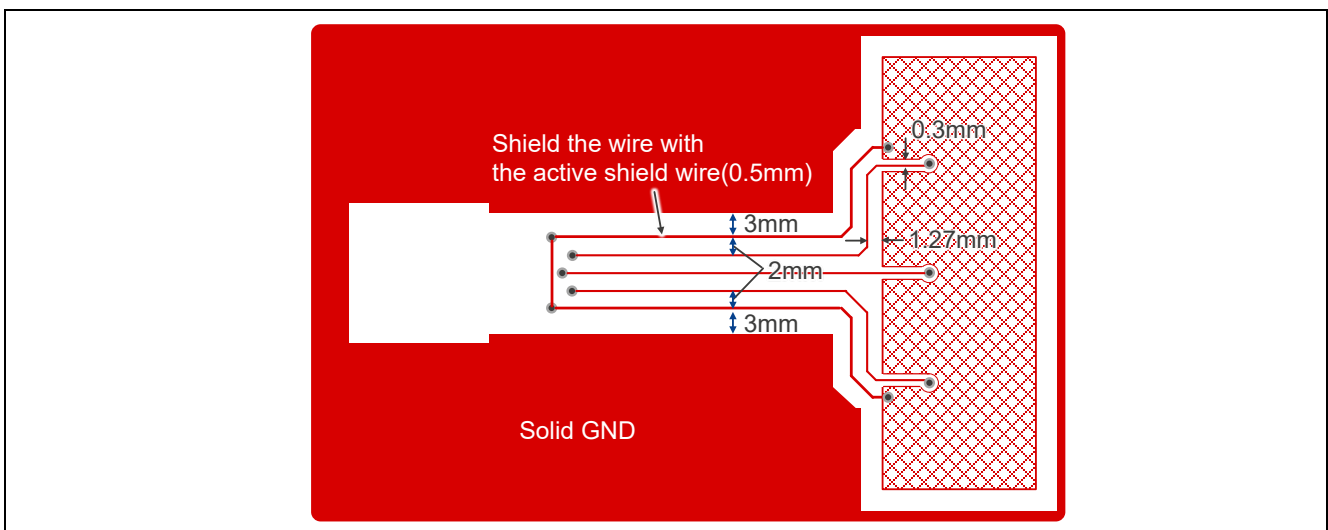 0.3mm
Shield the wire with
the active shield wire(0.5mm)
3mm
1.27mm
2mm
3mm
Solid GND